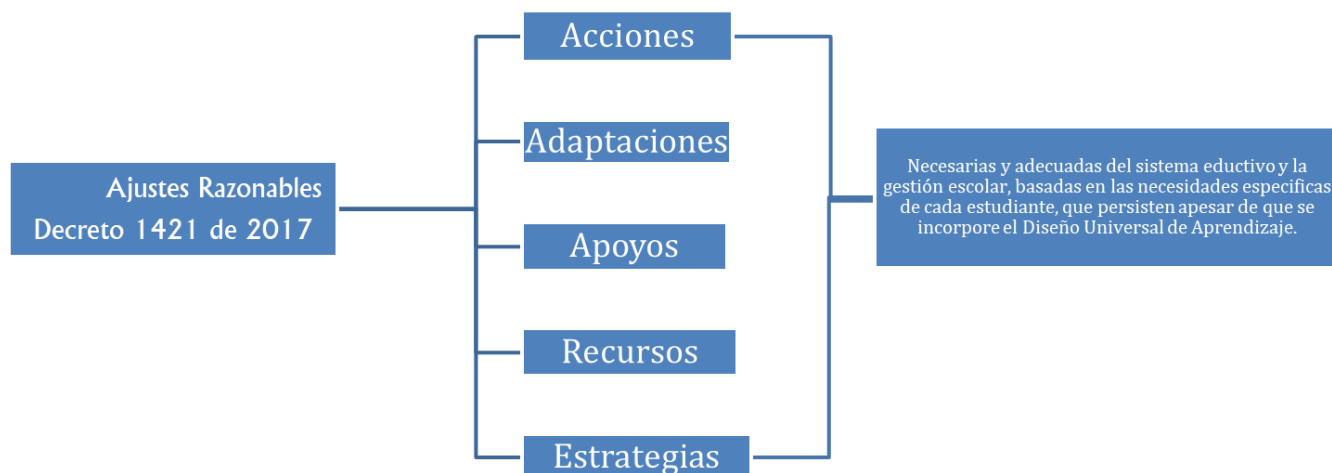 Ajustes Razonables
Decreto 1421 de 2017
Acciones
Adaptaciones
Apoyos
Recursos
Estrategias
Necesarias y adecuadas del sistema eductivo y la
gestión escolar, basadas en las necesidades especificas
de cada estudiante, que persisten apesar de que se
incorpore el Diseño Universal de Aprendizaje.